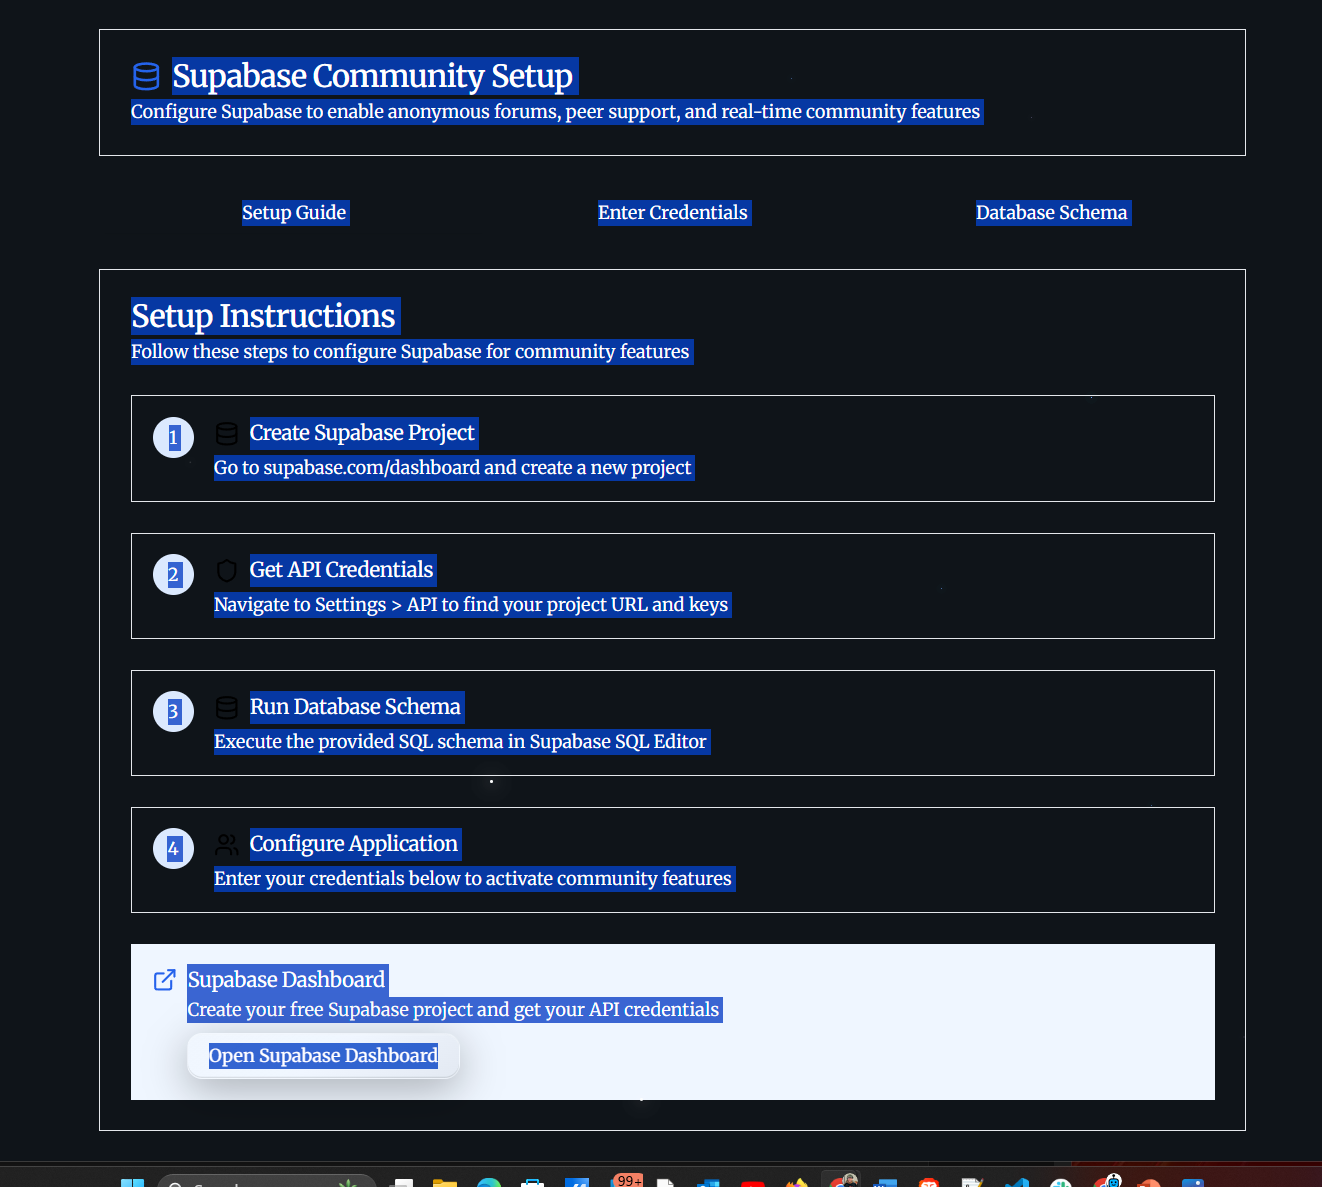 Supabase Community Setup
Configure Supabase to enable anonymous forums, peer support, and real-time community features
Setup Guide
Enter Credentials
Database Schema
Setup Instructions
Follow these steps to configure Supabase for community features
1
Create Supabase Project
Go to supabase.com/dashboard and create a new project
2
Get API Credentials
Navigate to Settings > API to find your project URL and keys
3
Run Database Schema
Execute the provided SQL schema in Supabase SQL Editor
4
Configure Application
Enter your credentials below to activate community features
Supabase Dashboard
Create your free Supabase project and get your API credentials
Open Supabase Dashboard
99+